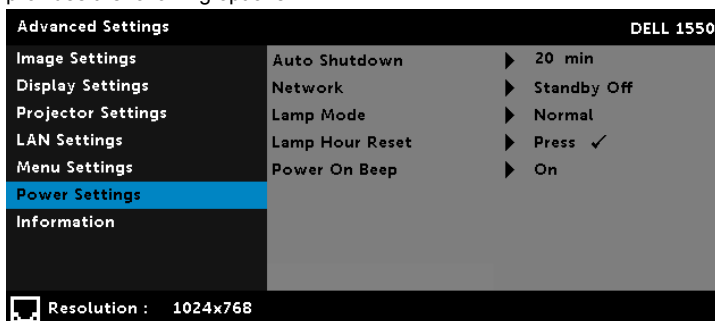 Advanced Settings DELL 1550
Image Settings
Display Settings
Projector Settings
LAN Settings
Menu Settings
Power Settings
Information
Auto Shutdown 20 min
Network Standby Off
Lamp Mode Normal
Lamp Hour Reset Press ✓
Power On Beep On
Resolution : 1024x768